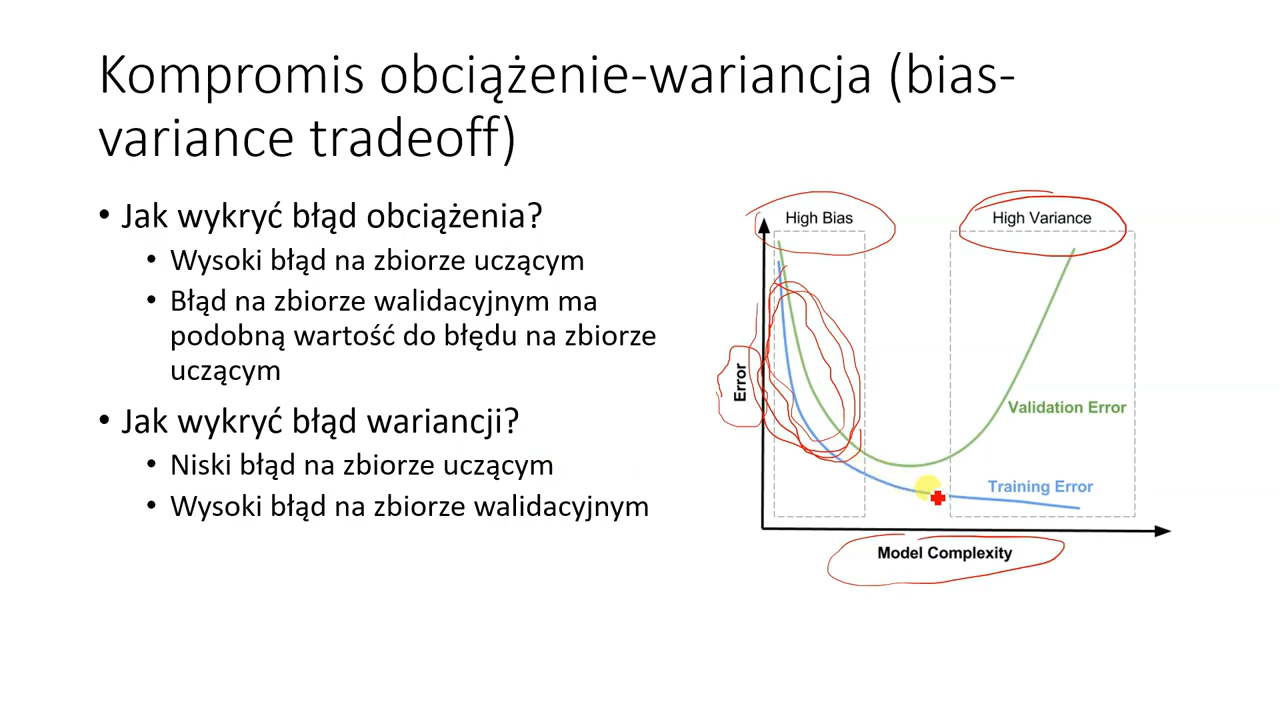 Kompromis obciążenie-wariancja (bias-
variance tradeoff)
• Jak wykryć błąd obciążenia?
• Wysoki błąd na zbiorze uczącym
• Błąd na zbiorze walidacyjnym ma
podobną wartość do błędu na zbiorze
uczącym
• Jak wykryć błąd wariancji?
• Niski błąd na zbiorze uczącym
• Wysoki błąd na zbiorze walidacyjnym
High Bias
High Variance
Error
Validation Error
Training Error
Model Complexity